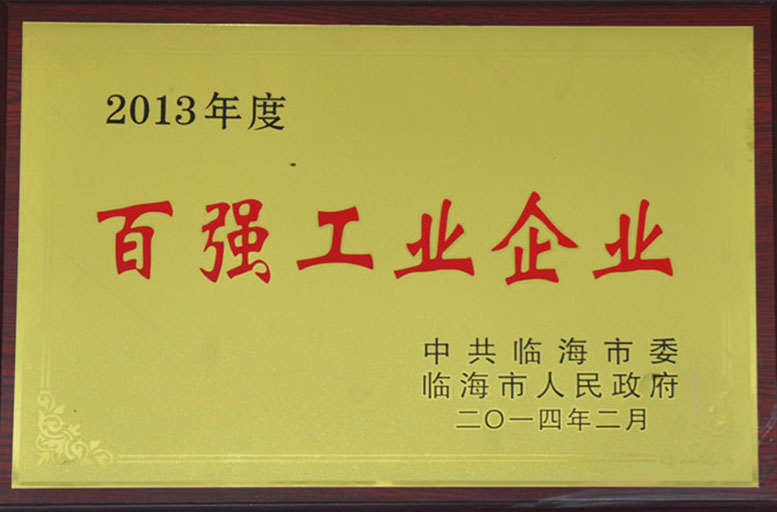 2013年度
百强工业企业
中共临海市委
临海市人民政府
二〇一四年二月